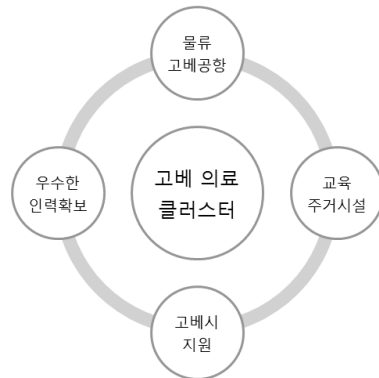 물류
고베공항
우수한
인력확보
고베 의료
클러스터
교육
주거시설
고베시
지원